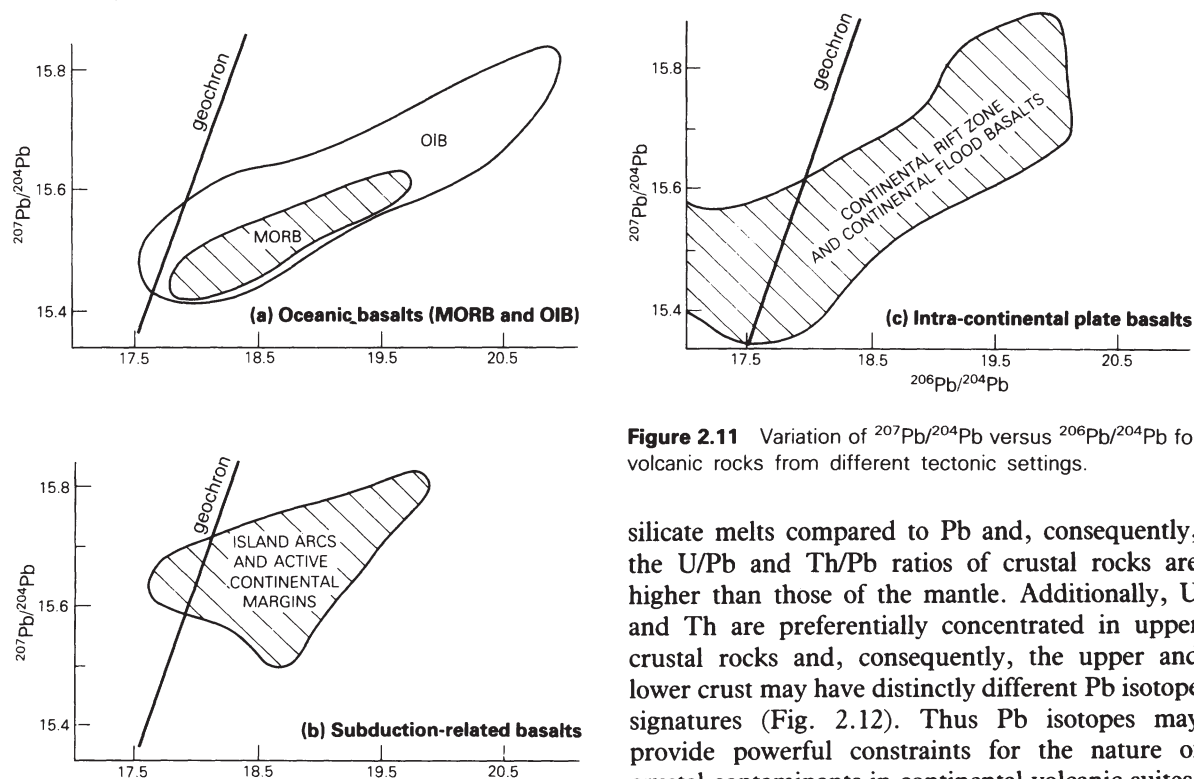 15.8
15.6
15.4
²⁰⁷Pb/²⁰⁴Pb
geochron
OIB
MORB
(a) Oceanic basalts (MORB and OIB)
17.5 18.5 19.5 20.5
15.8
15.6
15.4
²⁰⁷Pb/²⁰⁴Pb
geochron
ISLAND ARCS
AND ACTIVE
CONTINENTAL
MARGINS
(b) Subduction-related basalts
17.5 18.5 19.5 20.5
15.8
15.6
15.4
²⁰⁷Pb/²⁰⁴Pb
geochron
CONTINENTAL RIFT ZONE
AND CONTINENTAL FLOOD BASALTS
(c) Intra-continental plate basalts
17.5 18.5 19.5 20.5
²⁰⁶Pb/²⁰⁴Pb
Figure 2.11 Variation of ²⁰⁷Pb/²⁰⁴Pb versus ²⁰⁶Pb/²⁰⁴Pb fo
volcanic rocks from different tectonic settings.
silicate melts compared to Pb and, consequently,
the U/Pb and Th/Pb ratios of crustal rocks are
higher than those of the mantle. Additionally, U
and Th are preferentially concentrated in upper
crustal rocks and, consequently, the upper and
lower crust may have distinctly different Pb isotope
signatures (Fig. 2.12). Thus Pb isotopes may
provide powerful constraints for the nature of
crustal contaminants in continental volcanic suites